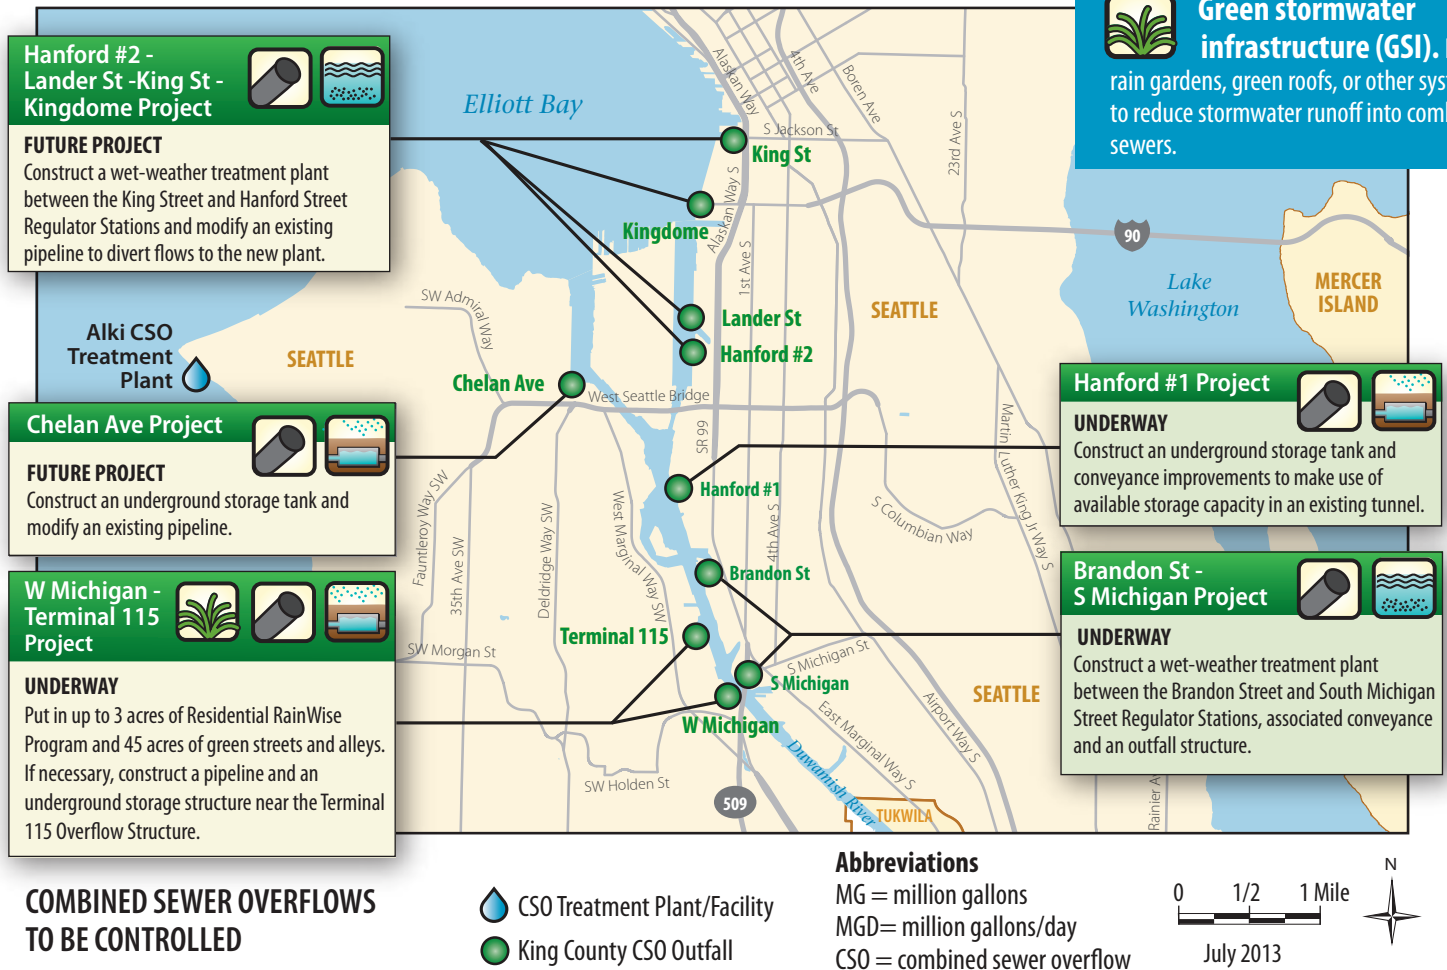 Green stormwater
infrastructure (GSI).
rain gardens, green roofs, or other
to reduce stormwater runoff into
sewers.
Hanford #2 -
Lander St -King St -
Kingdome Project
FUTURE PROJECT
Construct a wet-weather treatment plant
between the King Street and Hanford Street
Regulator Stations and modify an existing
pipeline to divert flows to the new plant.
Elliott Bay
Alaskan Way
4th Ave
Boren Ave
S Jackson St
King St
23rd Ave S
Kingdome
Alaskan Way S
1st Ave S
90
Lake
Washington
MERCER
ISLAND
SW Admiral Way
Lander St
Hanford #2
SEATTLE
Alki CSO
Treatment
Plant
SEATTLE
Chelan Ave
West Seattle Bridge
SR 99
Chelan Ave Project
FUTURE PROJECT
Construct an underground storage tank and
modify an existing pipeline.
Hanford #1 Project
UNDERWAY
Construct an underground storage tank and
conveyance improvements to make use of
available storage capacity in an existing tunnel.
Martin Luther King Jr Way S
Hanford #1
S Columbian Way
4th Ave S
Fauntleroy Way SW
35th Ave SW
Deldridge Way SW
West Marginal Way SW
Brandon St
W Michigan -
Terminal 115
Project
UNDERWAY
Put in up to 3 acres of Residential RainWise
Program and 45 acres of green streets and alleys.
If necessary, construct a pipeline and an
underground storage structure near the Terminal
115 Overflow Structure.
Brandon St -
S Michigan Project
UNDERWAY
Construct a wet-weather treatment plant
between the Brandon Street and South Michigan
Street Regulator Stations, associated conveyance
and an outfall structure.
Terminal 115
SW Morgan St
S Michigan St
S Michigan
W Michigan
SEATTLE
Airport Way S
East Marginal Way S
Duwamish River
SW Holden St
509
TUKWILA
Rainier
COMBINED SEWER OVERFLOWS
TO BE CONTROLLED
CSO Treatment Plant/Facility
King County CSO Outfall
Abbreviations
MG = million gallons
MGD= million gallons/day
CSO = combined sewer overflow
0 1/2 1 Mile
July 2013
N